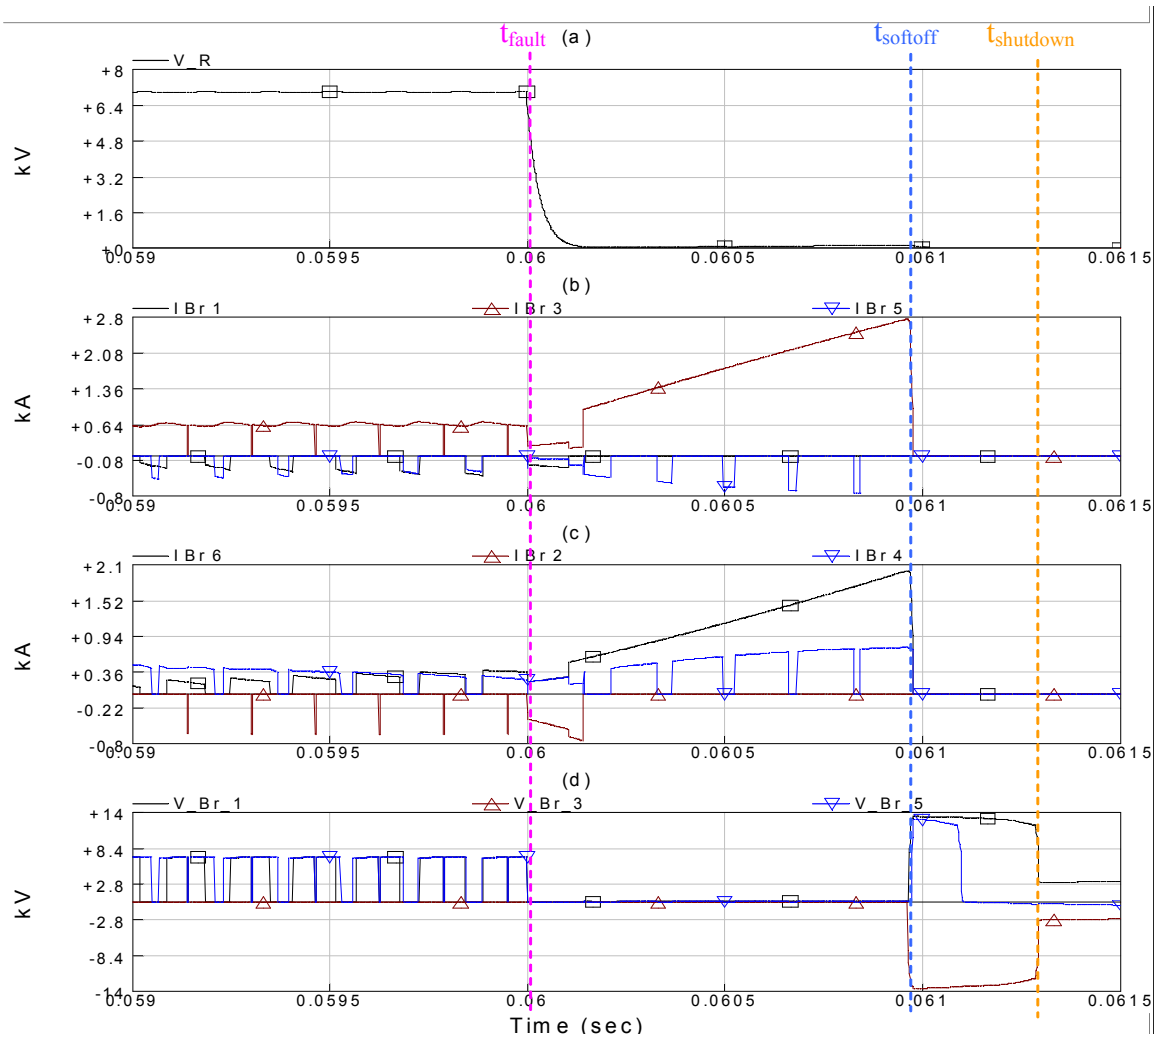 t_fault (a) t_softoff t_shutdown
V_R
+8
+6.4
+4.8
+3.2
+1.6
+0
kV
0.059 0.0595 0.06 0.0605 0.061 0.0615
(b)
I Br 1 I Br 3 I Br 5
+2.8
+2.08
+1.36
+0.64
-0.08
-0.8
kA
0.059 0.0595 0.06 0.0605 0.061 0.0615
(c)
I Br 6 I Br 2 I Br 4
+2.1
+1.52
+0.94
+0.36
-0.22
-0.8
kA
0.059 0.0595 0.06 0.0605 0.061 0.0615
(d)
V_Br_1 V_Br_3 V_Br_5
+14
+8.4
+2.8
-2.8
-8.4
-14
kV
0.059 0.0595 0.06 0.0605 0.061 0.0615
Time (sec)